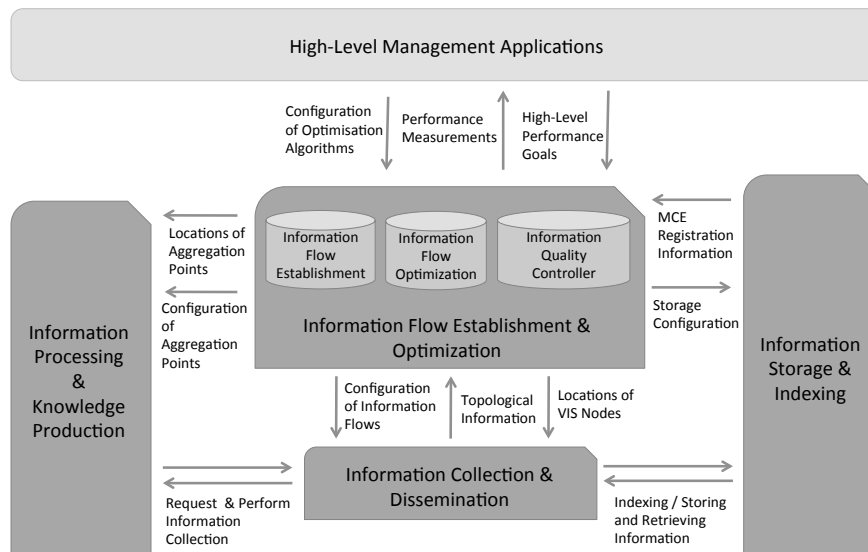 High-Level Management Applications
Configuration
of Optimisation
Algorithms
Performance
Measurements
High-Level
Performance
Goals
Locations of
Aggregation
Points
Configuration
of
Aggregation
Points
Information
Flow
Establishment
Information
Flow
Optimization
Information
Quality
Controller
Information Flow Establishment &
Optimization
MCE
Registration
Information
Storage
Configuration
Information
Processing
&
Knowledge
Production
Information
Storage &
Indexing
Configuration
of Information
Flows
Topological
Information
Locations of
VIS Nodes
Information Collection &
Dissemination
Request & Perform
Information
Collection
Indexing / Storing
and Retrieving
Information